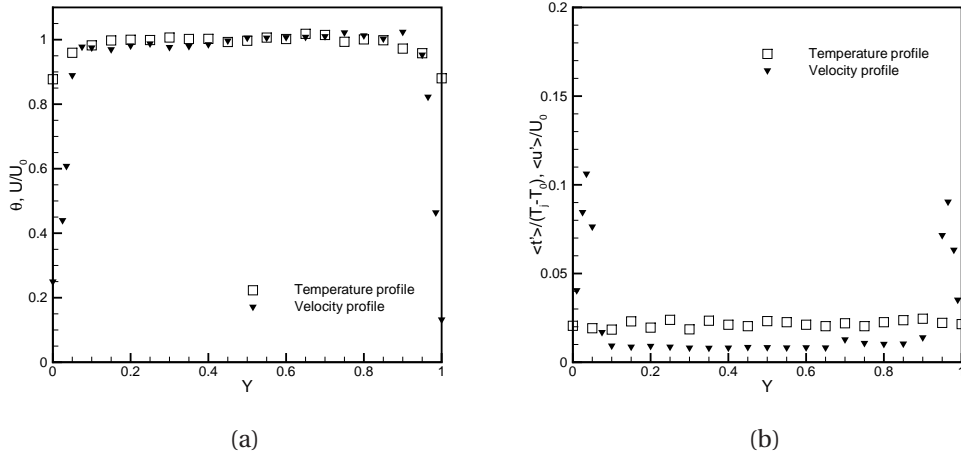 θ, U/U0
1
0.8
0.6
0.4
0.2
0
0
0.2
0.4
0.6
0.8
1
Y
Temperature profile
Velocity profile
(a)
<t'>/(Tj-T0), <u'>/U0
0.2
0.15
0.1
0.05
0
0
0.2
0.4
0.6
0.8
1
Y
Temperature profile
Velocity profile
(b)